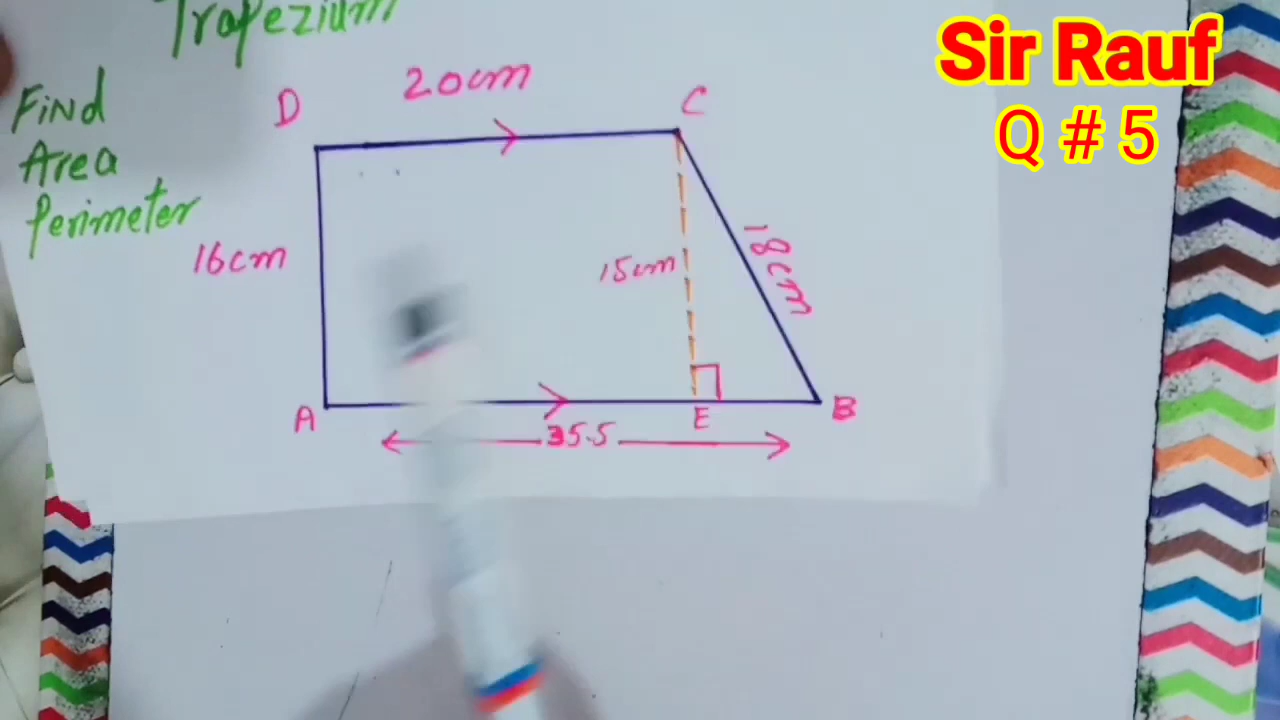 Trapezium
Sir Rauf
Q # 5
Find
Area
Perimeter
20cm
D
C
16cm
15cm
18cm
A
E
B
35.5